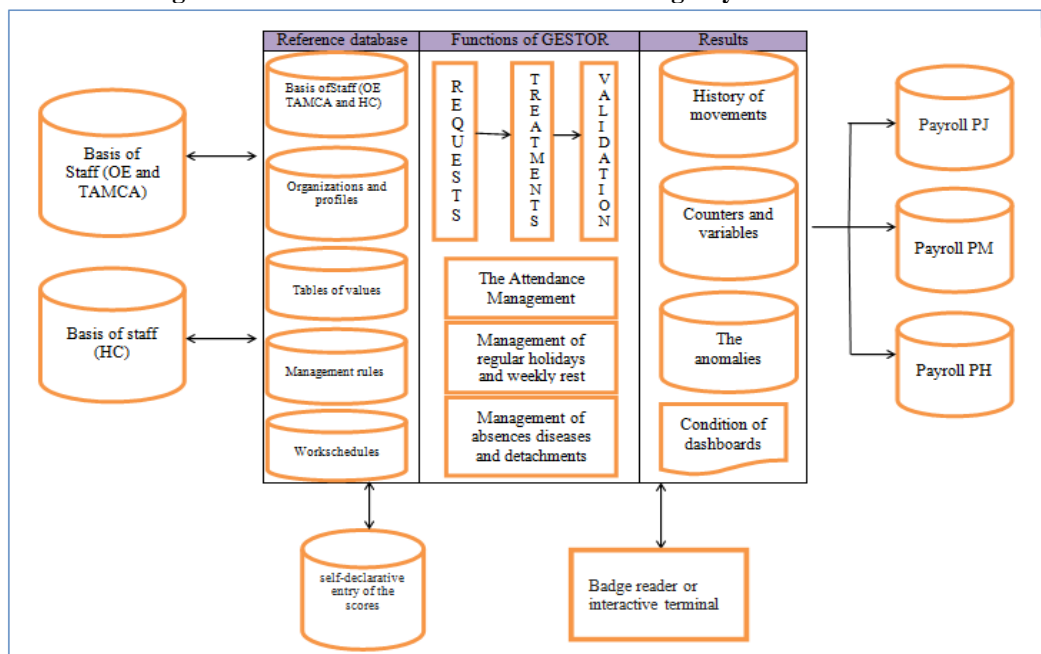 Reference database
Functions of GESTOR
Results
Basis ofStaff (OE
TAMCA and HC)
Organizations and
profiles
Tables of values
Management rules
Workschedules
REQUESTS
TREATMENTS
VALIDATION
The Attendance
Management
Management of
regular holidays
and weekly rest
Management of
absences diseases
and detachments
History of
movements
Counters and
variables
The
anomalies
Condition of
dashboards
Basis of
Staff (OE and
TAMCA)
Basis of staff
(HC)
Payroll PJ
Payroll PM
Payroll PH
self-declarative
entry of the
scores
Badge reader or
interactive terminal